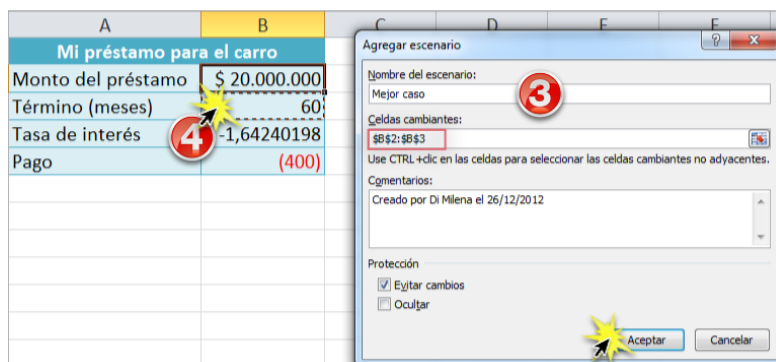 A B C D E F
Mi préstamo para el carro
Monto del préstamo $ 20.000.000
Término (meses) 60
Tasa de interés -1,64240198
Pago (400)
4
Agregar escenario
?
Nombre del escenario:
Mejor caso
3
Celdas cambiantes:
$B$2:$B$3
Use CTRL+clic en las celdas para seleccionar las celdas cambiantes no adyacentes.
Comentarios:
Creado por Di Milena el 26/12/2012
Protección
Evitar cambios
Ocultar
Aceptar Cancelar